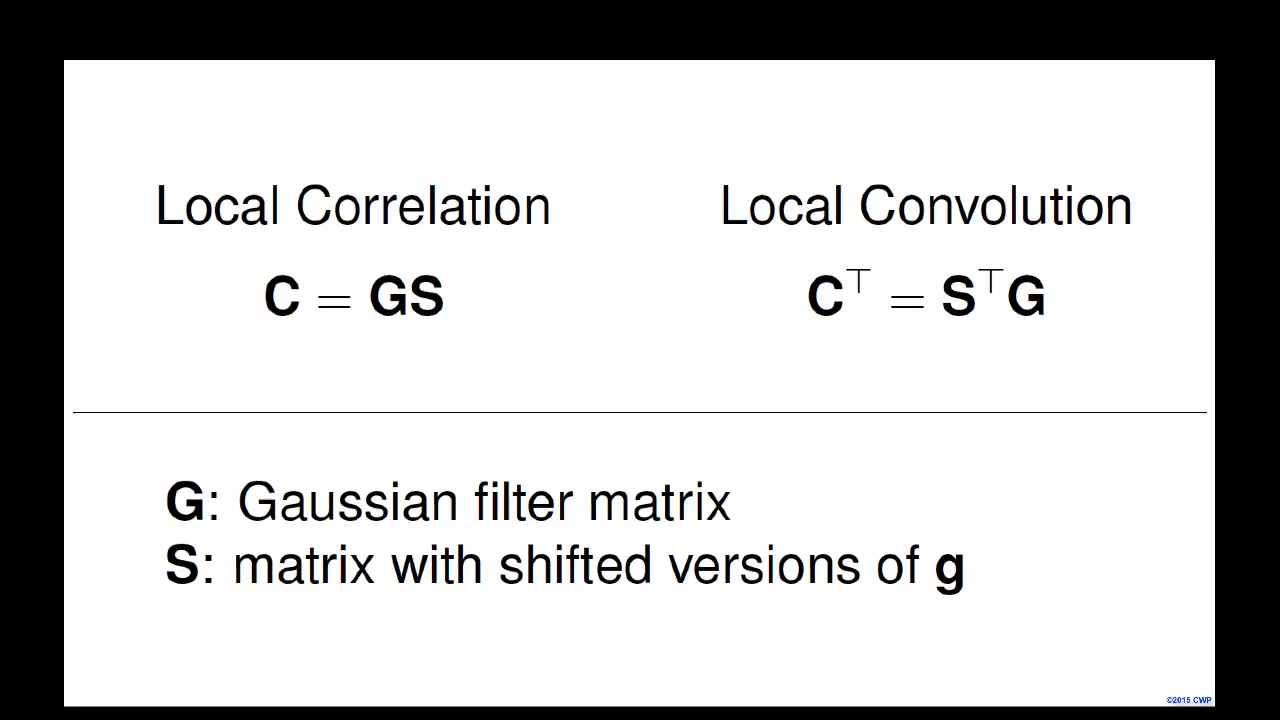 Local Correlation
C = GS
Local Convolution
C⊤ = S⊤G
G: Gaussian filter matrix
S: matrix with shifted versions of g
©2015 CWP